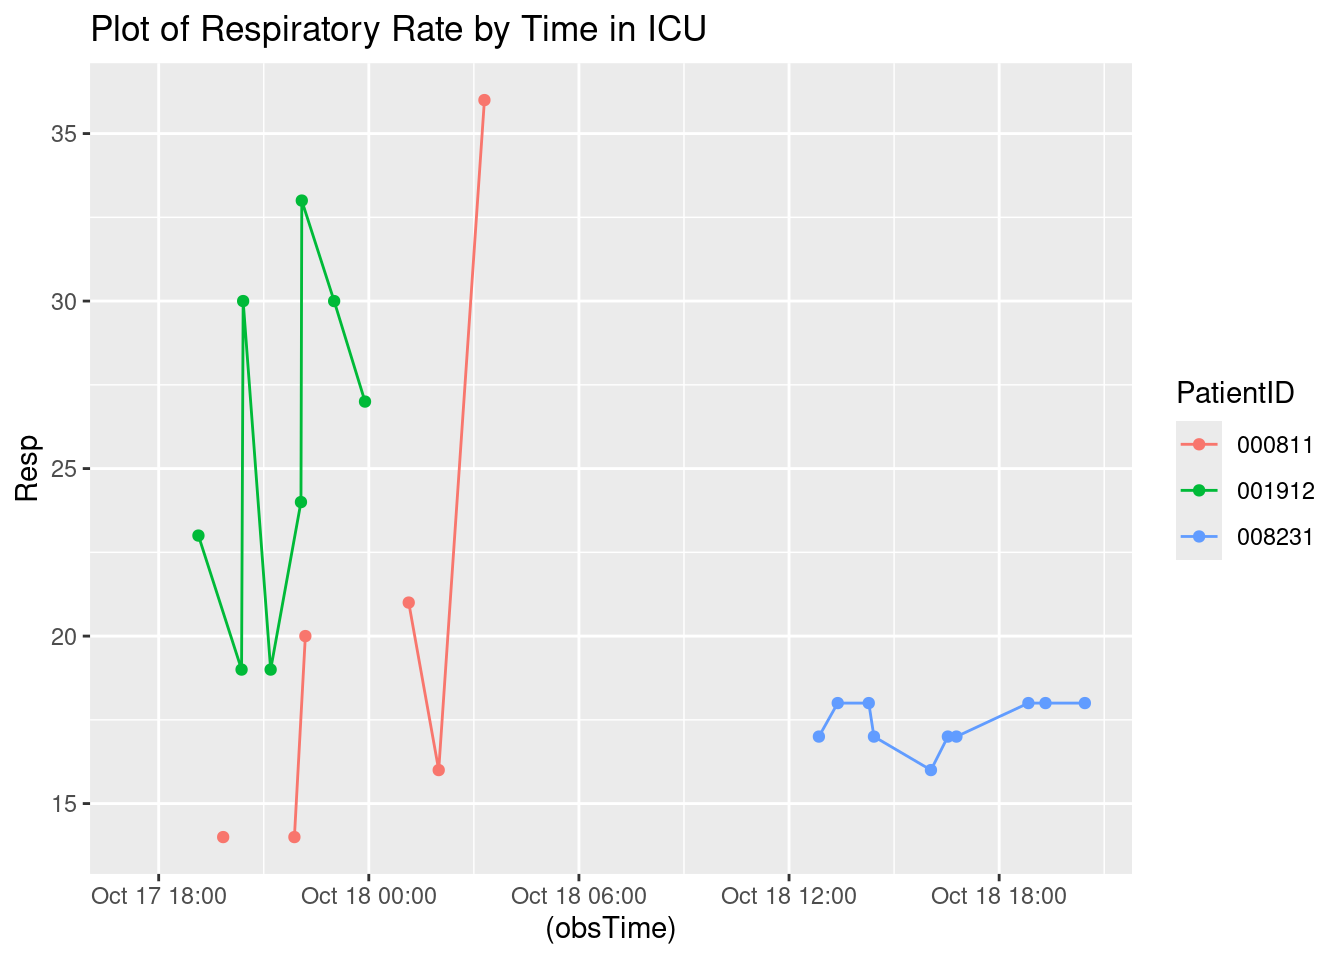 Plot of Respiratory Rate by Time in ICU
35
30
25
20
15
Resp
Oct 17 18:00 Oct 18 00:00 Oct 18 06:00 Oct 18 12:00 Oct 18 18:00
(obsTime)
PatientID
000811
001912
008231